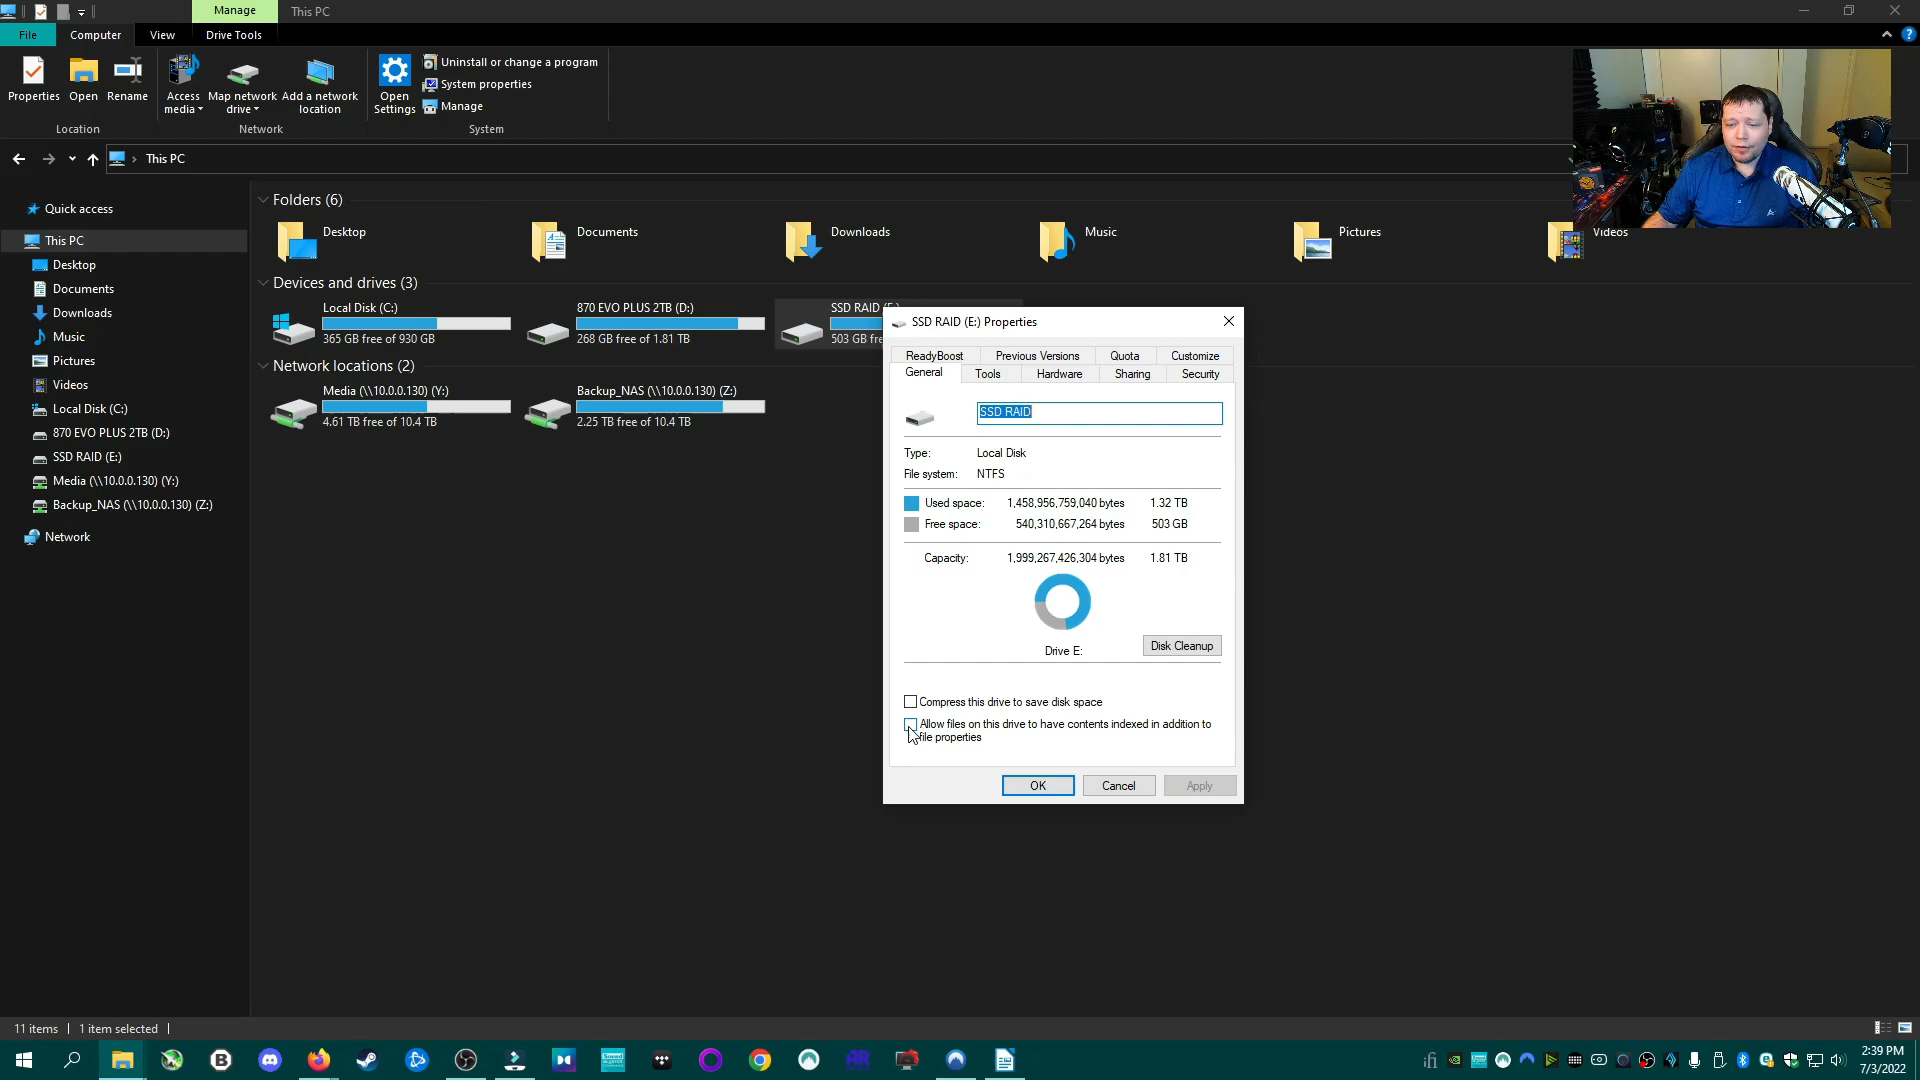 Manage
This PC
File
Computer
View
Drive Tools
Properties
Open
Rename
Access media
Map network drive
Add a network location
Open Settings
Uninstall or change a program
System properties
Manage
Location
Network
System
This PC
Quick access
This PC
Desktop
Documents
Downloads
Music
Pictures
Videos
Local Disk (C:)
870 EVO PLUS 2TB (D:)
SSD RAID (E:)
Media (\\10.0.0.130) (Y:)
Backup_NAS (\\10.0.0.130) (Z:)
Network
Folders (6)
Desktop
Documents
Downloads
Music
Pictures
Videos
Devices and drives (3)
Local Disk (C:)
365 GB free of 930 GB
870 EVO PLUS 2TB (D:)
268 GB free of 1.81 TB
SSD RAID (E:)
503 GB fre
Network locations (2)
Media (\\10.0.0.130) (Y:)
4.61 TB free of 10.4 TB
Backup_NAS (\\10.0.0.130) (Z:)
2.25 TB free of 10.4 TB
SSD RAID (E:) Properties
ReadyBoost
Previous Versions
Quota
Customize
General
Tools
Hardware
Sharing
Security
SSD RAID
Type: Local Disk
File system: NTFS
Used space: 1,458,956,759,040 bytes 1.32 TB
Free space: 540,310,667,264 bytes 503 GB
Capacity: 1,999,267,426,304 bytes 1.81 TB
Drive E:
Disk Cleanup
Compress this drive to save disk space
Allow files on this drive to have contents indexed in addition to
file properties
OK
Cancel
Apply
11 items
1 item selected
2:39 PM
7/3/2022